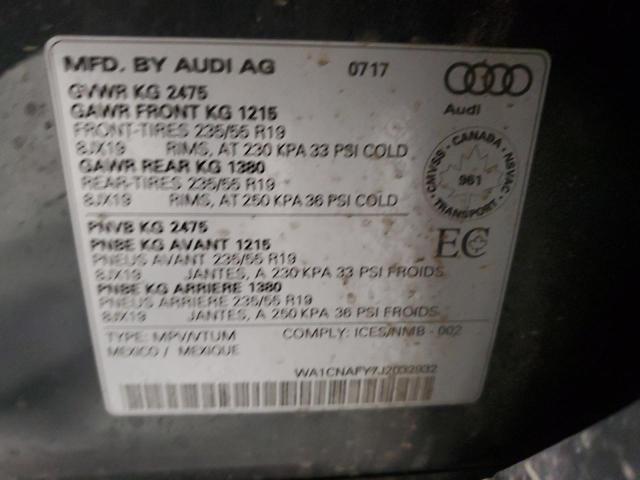 MFD. BY AUDI AG 0717
Audi
GVWR KG 2475
GAWR FRONT KG 1215
FRONT-TIRES 235/55 R19
8JX19 RIMS, AT 230 KPA 33 PSI COLD
GAWR REAR KG 1380
REAR-TIRES 235/55 R19
8JX19 RIMS, AT 250 KPA 36 PSI COLD
CANADA
CMVSS - NSVAC
961
TRANSPORT
PNVB KG 2475
PNBE KG AVANT 1215
PNEUS AVANT 235/55 R19
8JX19 JANTES, A 230 KPA 33 PSI FROIDS
PNBE KG ARRIERE 1380
PNEUS ARRIERE 235/55 R19
8JX19 JANTES, A 250 KPA 36 PSI FROIDS
EC
TYPE: MPV/VTUM COMPLY: ICES/NMB - 002
MEXICO / MEXIQUE
WA1CNAFY7J2032932